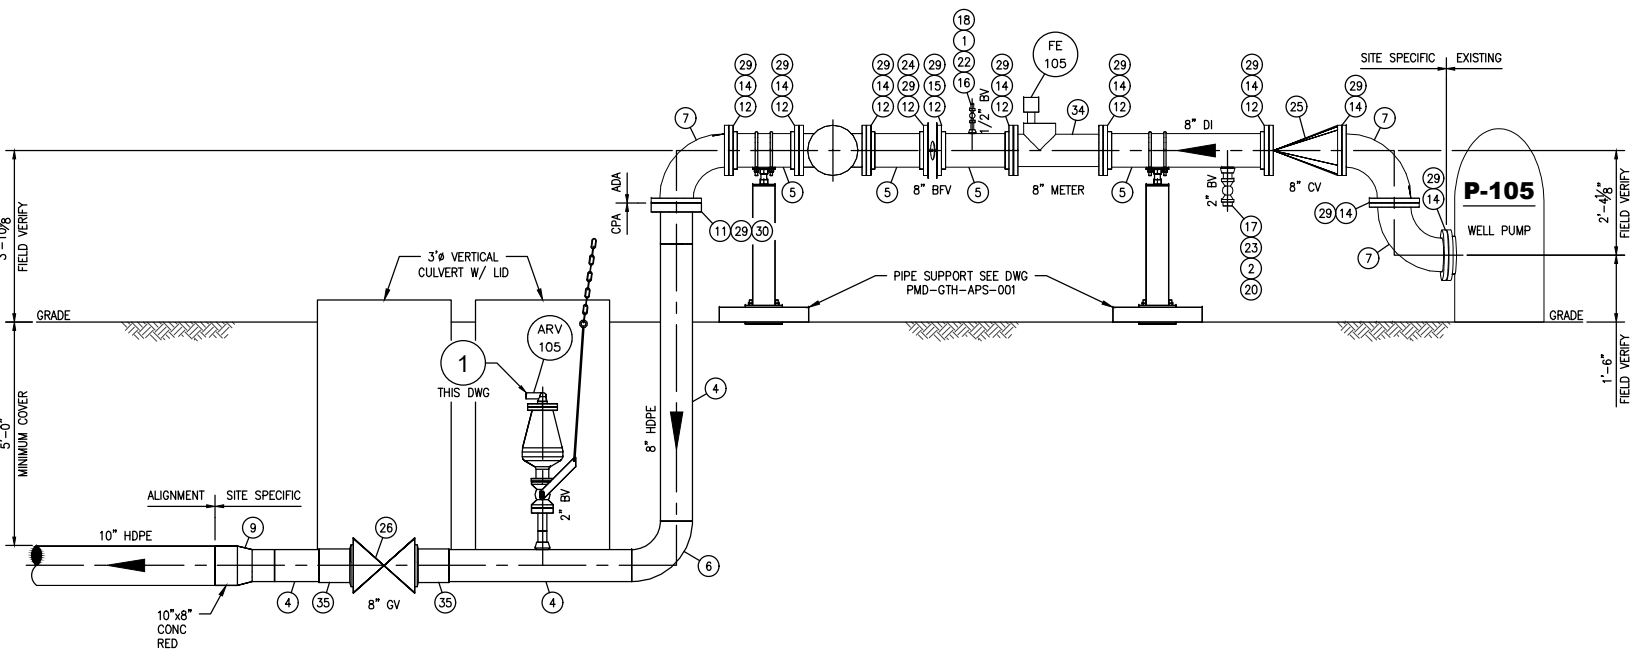 18
1
22
16
FE
105
SITE SPECIFIC
EXISTING
29
14
12
29
14
12
29
14
12
24
29
12
29
15
12
29
14
12
29
14
12
29
14
12
29
14
1/2" BV
34
25
7
7
8" DI
5
5
8" BFV
5
8" METER
5
2" BV
8" CV
29
14
29
14
P-105
WELL PUMP
2'-4⅛"
FIELD VERIFY
ADA
CPA
11
29
30
17
23
2
20
7
FIELD VERIFY
3'ø VERTICAL
CULVERT W/ LID
PIPE SUPPORT SEE DWG
PMD-GTH-APS-001
GRADE
GRADE
ARV
105
1
THIS DWG
1'-6"
FIELD VERIFY
4
8" HDPE
5'-0"
MINIMUM COVER
2" BV
ALIGNMENT
SITE SPECIFIC
10" HDPE
9
26
6
4
35
8" GV
35
4
10"x8"
CONC
RED